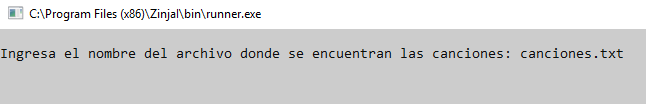 C:\Program Files (x86)\Zinjal\bin\runner.exe
Ingresa el nombre del archivo donde se encuentran las canciones: canciones.txt